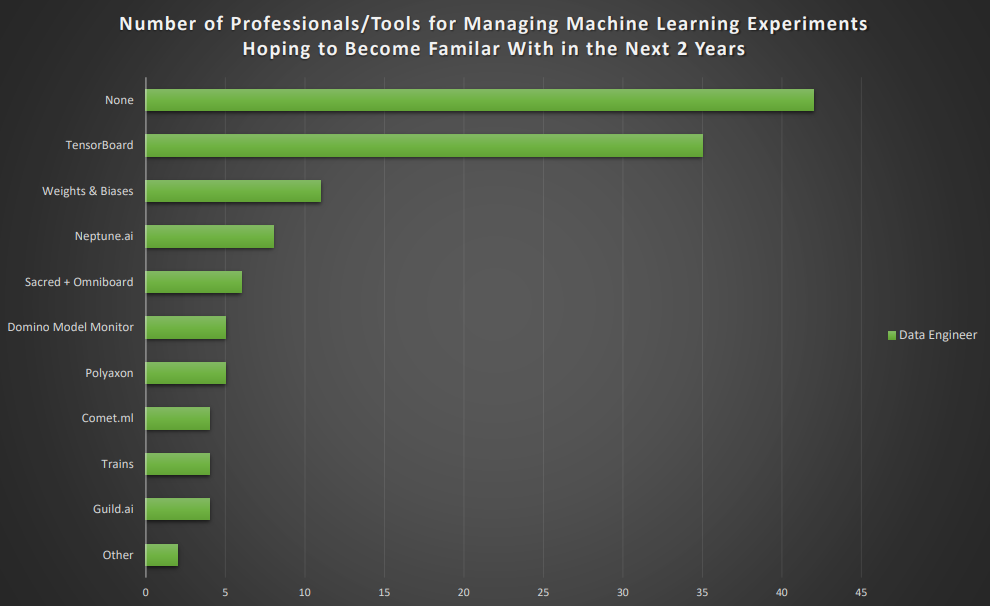 Number of Professionals/Tools for Managing Machine Learning Experiments
Hoping to Become Familar With in the Next 2 Years
None
TensorBoard
Weights & Biases
Neptune.ai
Sacred + Omniboard
Domino Model Monitor
Polyaxon
Comet.ml
Trains
Guild.ai
Other
0 5 10 15 20 25 30 35 40 45
Data Engineer